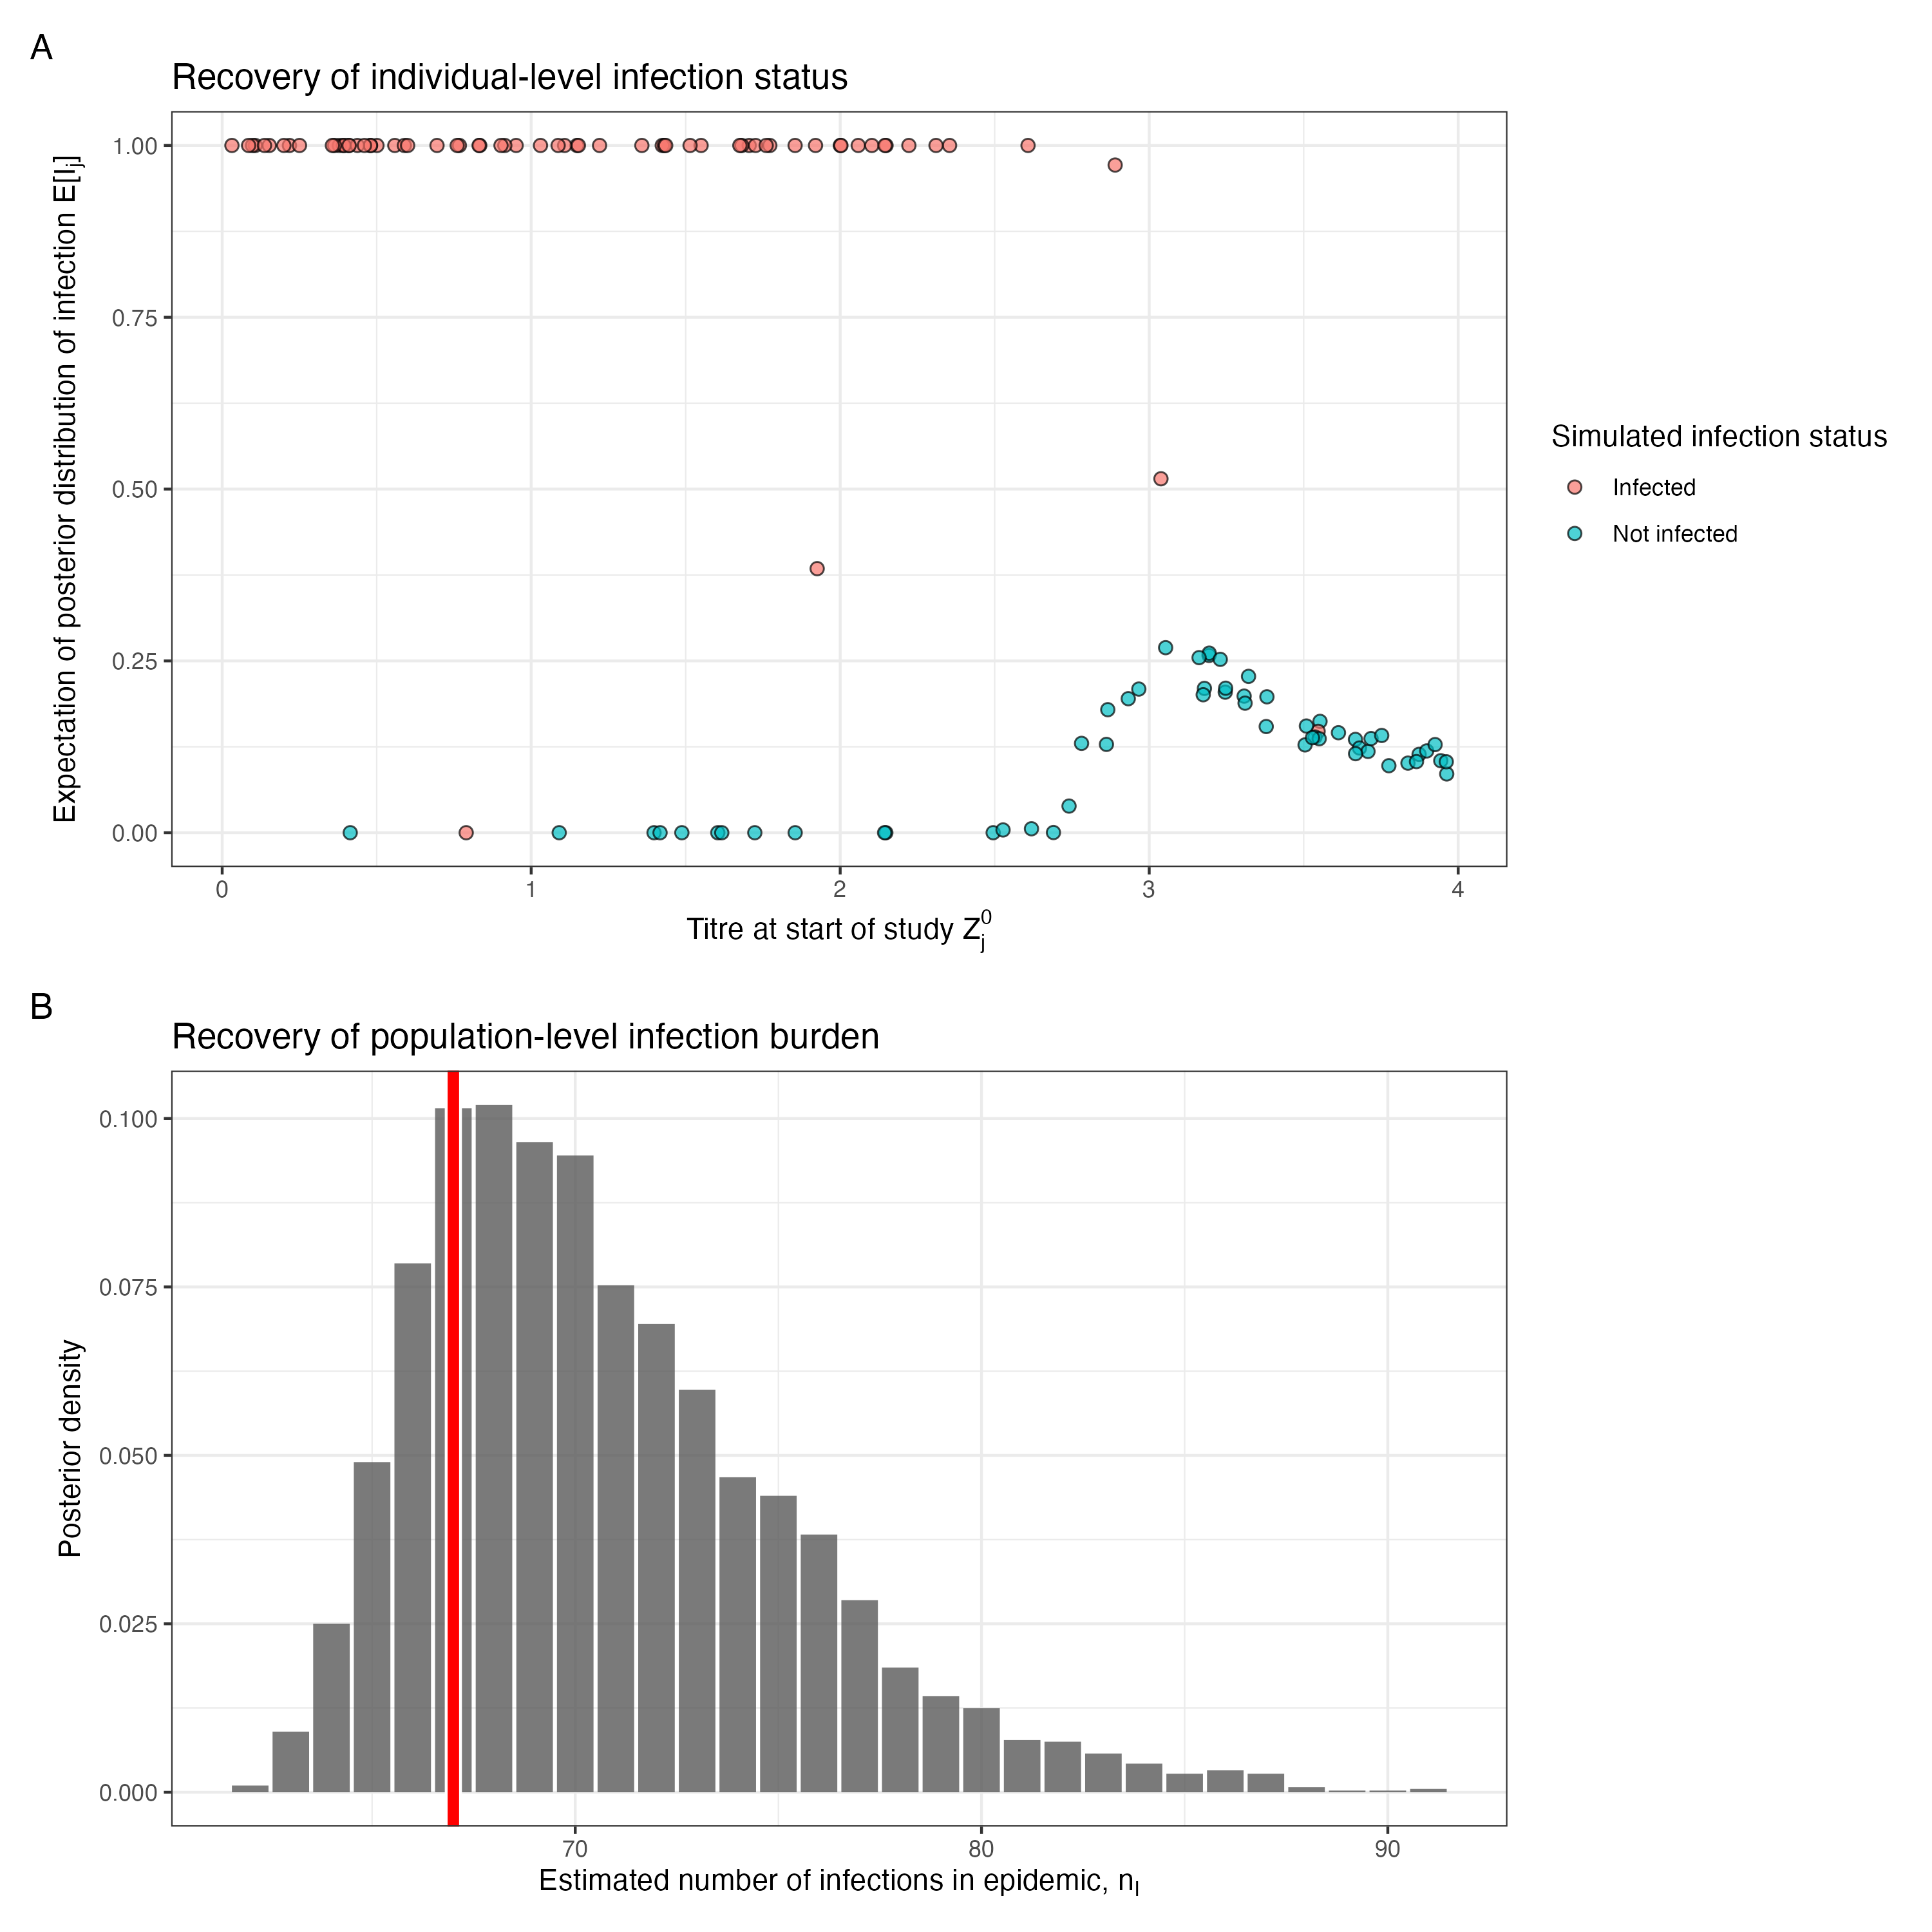 A
Recovery of individual-level infection status
Expectation of posterior distribution of infection E[Ij]
1.00
0.75
0.50
0.25
0.00
0 1 2 3 4
Titre at start of study Z0j
Simulated infection status
Infected
Not infected
B
Recovery of population-level infection burden
Posterior density
0.100
0.075
0.050
0.025
0.000
70 80 90
Estimated number of infections in epidemic, nI